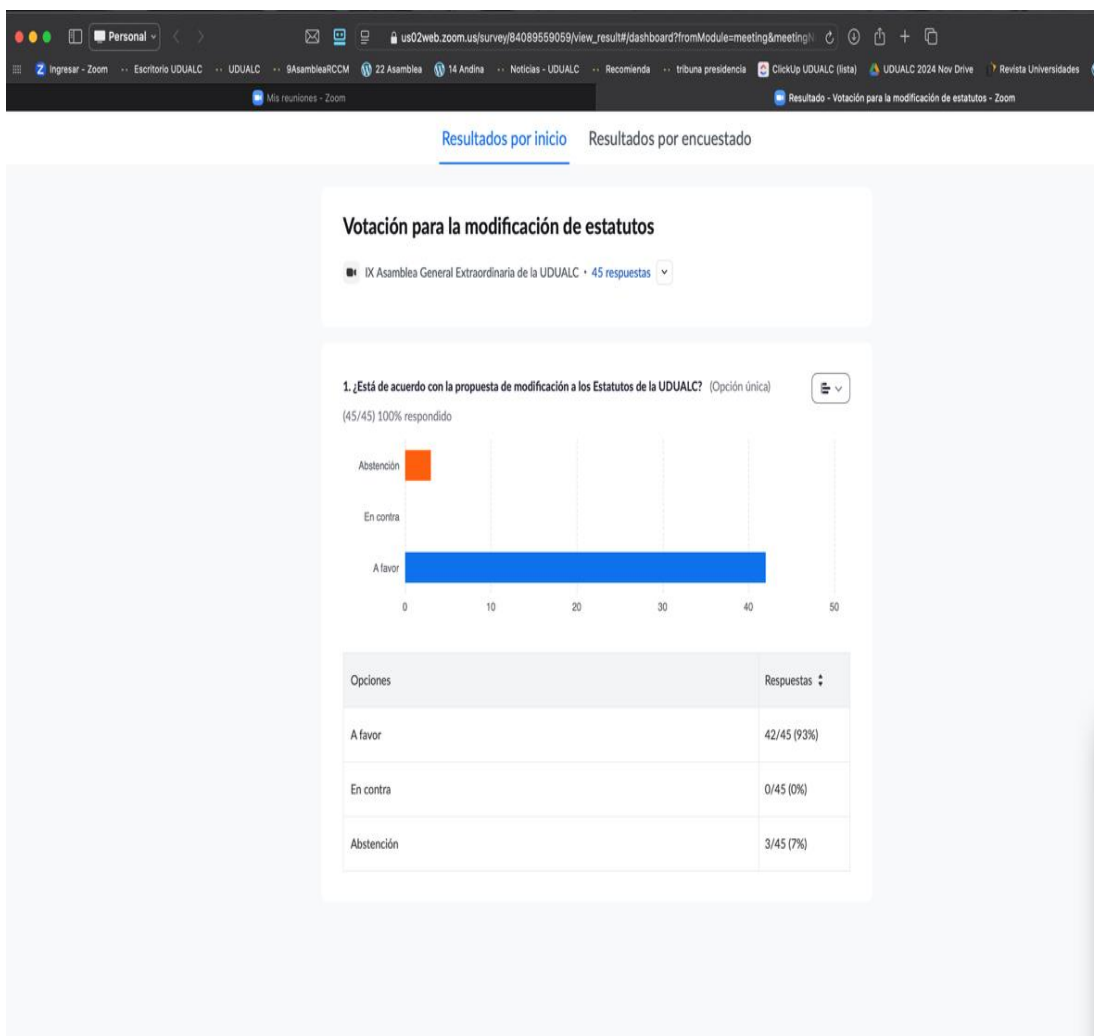 Personal
us02web.zoom.us/survey/84089559059/view_result#/dashboard?fromModule=meeting&meetingN
Ingresar - Zoom Escritorio UDUALC UDUALC 9AsambleaRCCM 22 Asamblea 14 Andina Noticias - UDUALC Recomienda tribuna presidencia ClickUp UDUALC (lista) UDUALC 2024 Nov Drive Revista Universidades
Mis reuniones - Zoom Resultado - Votación para la modificación de estatutos - Zoom
Resultados por inicio Resultados por encuestado
Votación para la modificación de estatutos
IX Asamblea General Extraordinaria de la UDUALC • 45 respuestas
1. ¿Está de acuerdo con la propuesta de modificación a los Estatutos de la UDUALC? (Opción única)
(45/45) 100% respondido
Abstención
En contra
A favor
0 10 20 30 40 50
Opciones Respuestas
A favor 42/45 (93%)
En contra 0/45 (0%)
Abstención 3/45 (7%)